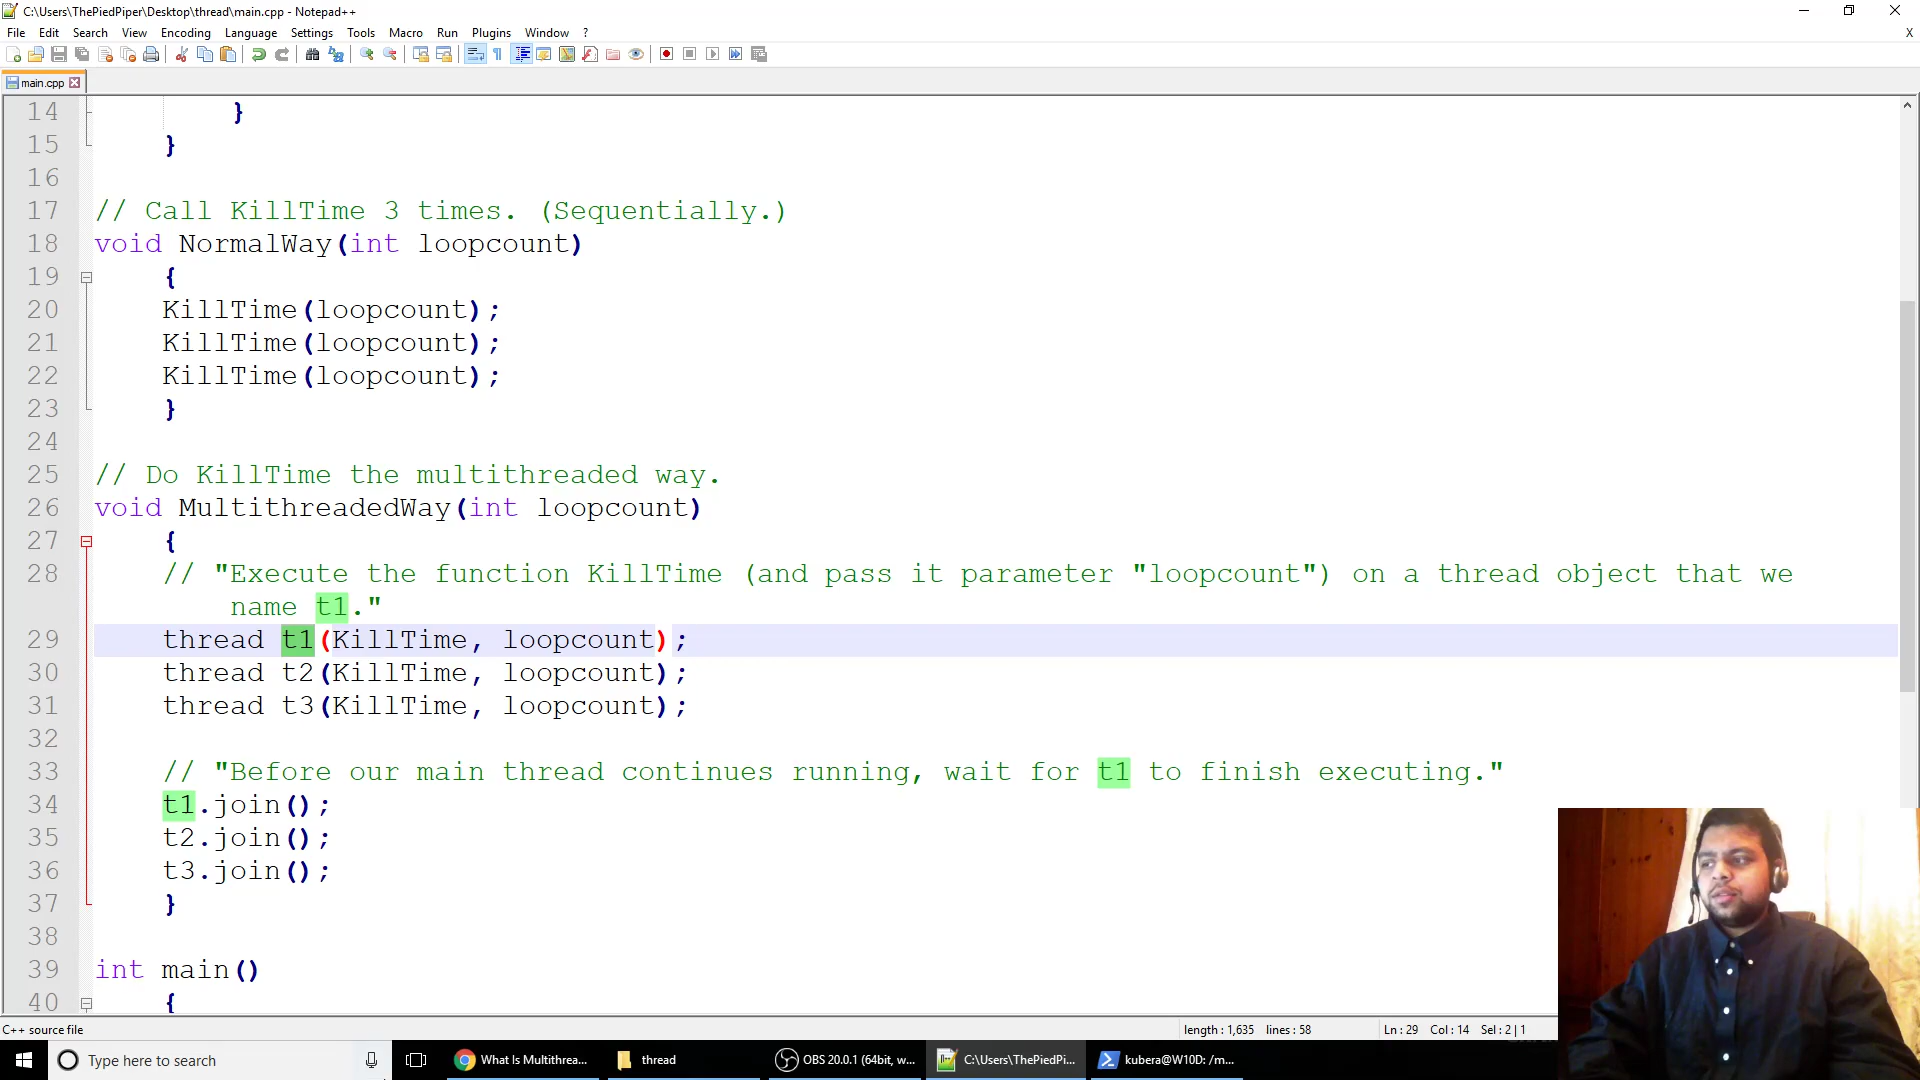 C:\Users\ThePiedPiper\Desktop\thread\main.cpp - Notepad++
File Edit Search View Encoding Language Settings Tools Macro Run Plugins Window ? X
main.cpp
14 }
15 }
16
17 // Call KillTime 3 times. (Sequentially.)
18 void NormalWay(int loopcount)
19 {
20 KillTime(loopcount);
21 KillTime(loopcount);
22 KillTime(loopcount);
23 }
24
25 // Do KillTime the multithreaded way.
26 void MultithreadedWay(int loopcount)
27 {
28 // "Execute the function KillTime (and pass it parameter "loopcount") on a thread object that we
name t1."
29 thread t1(KillTime, loopcount);
30 thread t2(KillTime, loopcount);
31 thread t3(KillTime, loopcount);
32
33 // "Before our main thread continues running, wait for t1 to finish executing."
34 t1.join();
35 t2.join();
36 t3.join();
37 }
38
39 int main()
40 {
C++ source file length : 1,635 lines : 58 Ln : 29 Col : 14 Sel : 2 | 1
Type here to search What Is Multithrea... thread OBS 20.0.1 (64bit, w... C:\Users\ThePiedPi... kubera@W10D: /m...